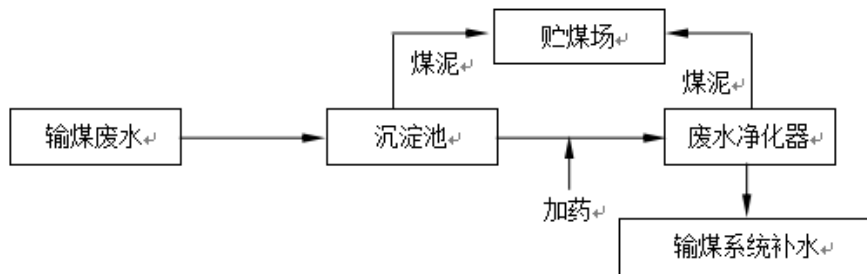 贮煤场
煤泥
煤泥
输煤废水
沉淀池
废水净化器
加药
输煤系统补水